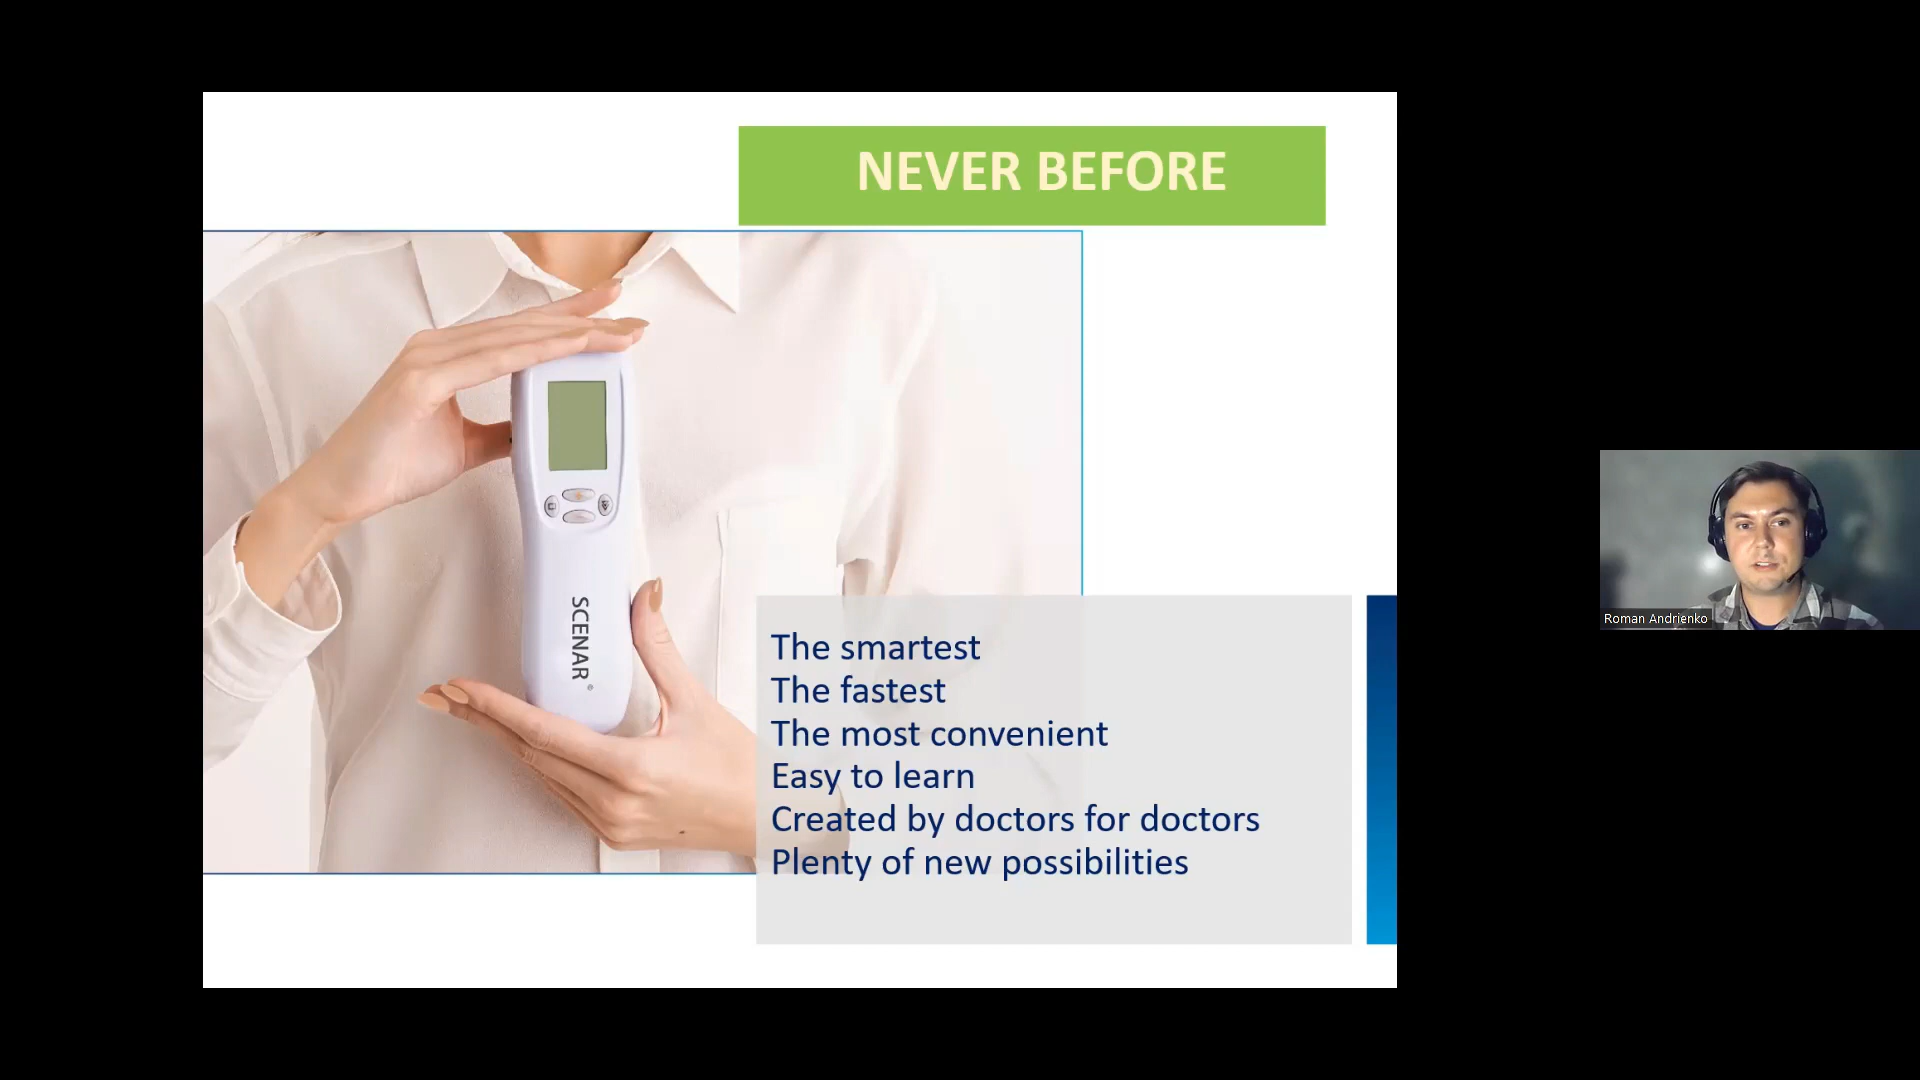 NEVER BEFORE
SCENAR®
The smartest
The fastest
The most convenient
Easy to learn
Created by doctors for doctors
Plenty of new possibilities
Roman Andrienko